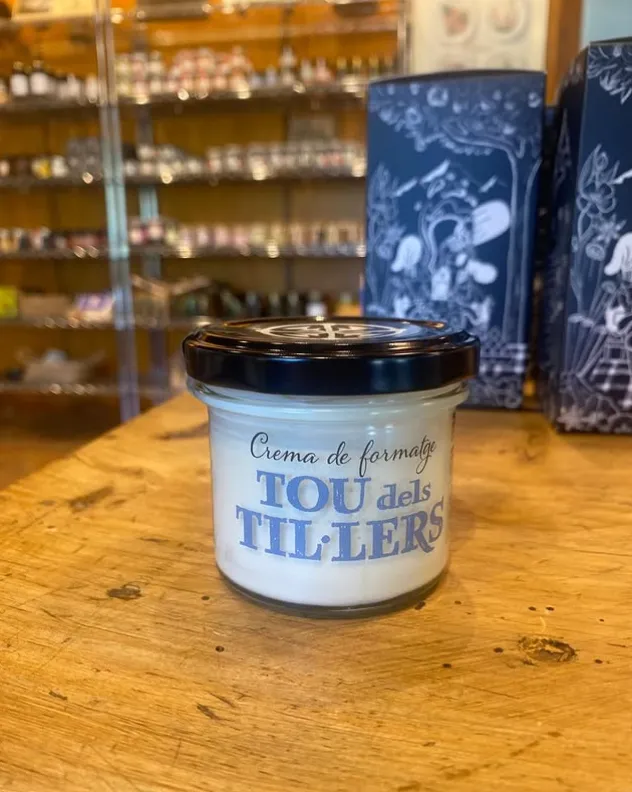 Crema de formatge
TOU dels
TIL·LERS